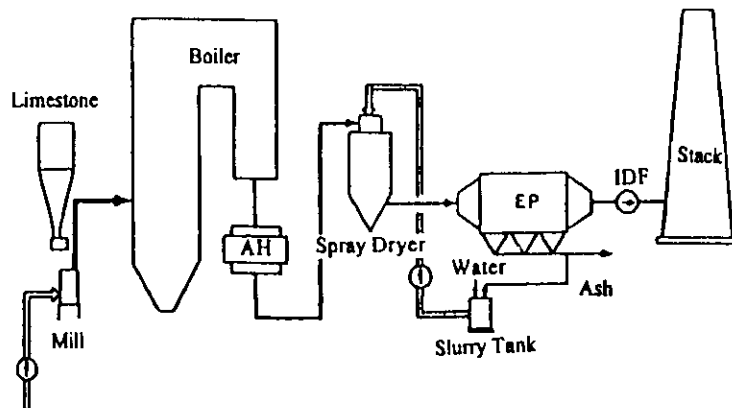 Boiler
Limestone
Stack
IDF
EP
AH
Spray Dryer
Water
Ash
Mill
Slurry Tank